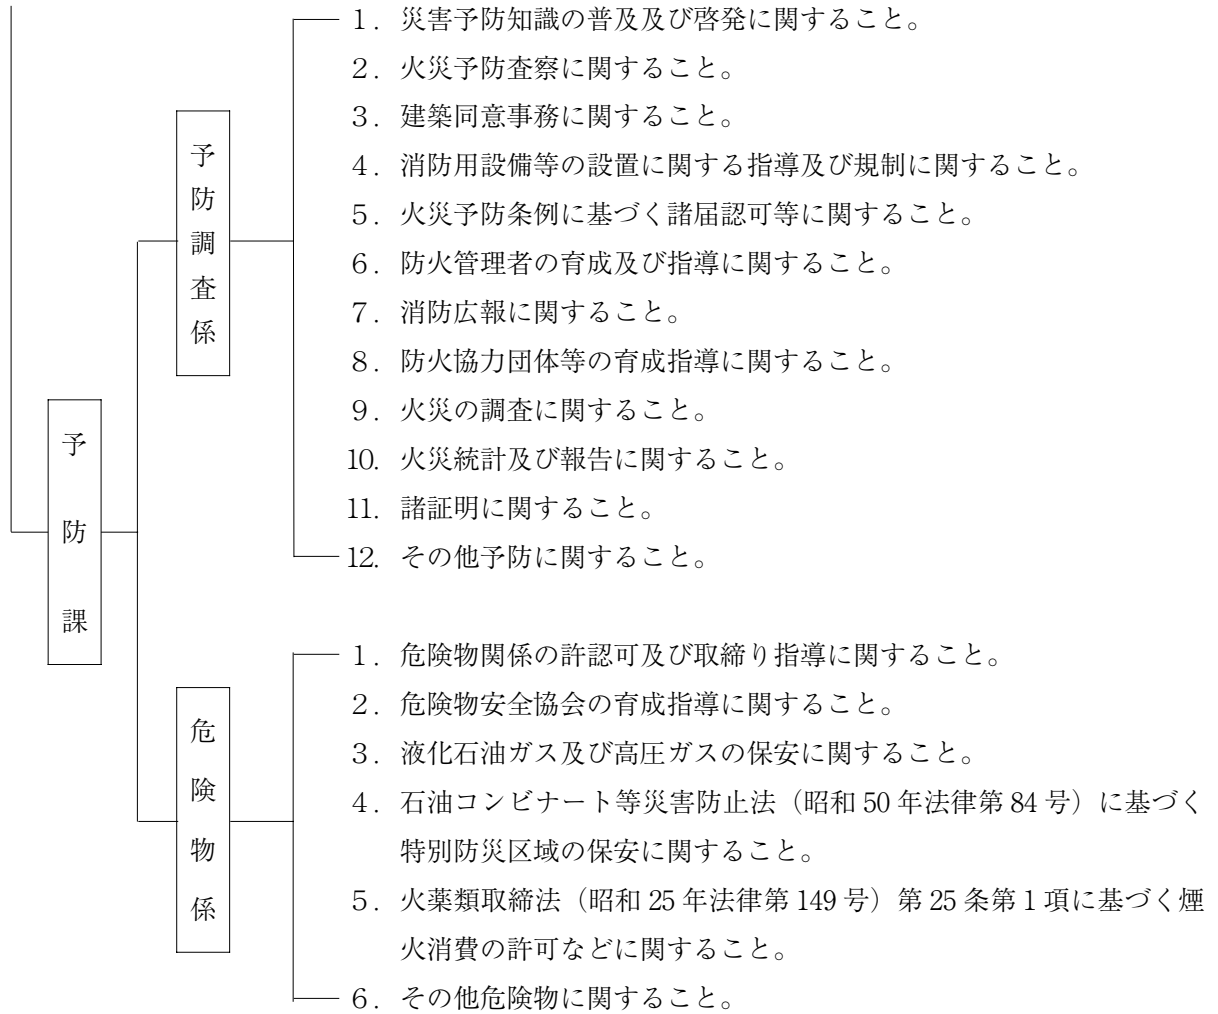 予防課
予防調査係
１．災害予防知識の普及及び啓発に関すること。
２．火災予防査察に関すること。
３．建築同意事務に関すること。
４．消防用設備等の設置に関する指導及び規制に関すること。
５．火災予防条例に基づく諸届認可等に関すること。
６．防火管理者の育成及び指導に関すること。
７．消防広報に関すること。
８．防火協力団体等の育成指導に関すること。
９．火災の調査に関すること。
10. 火災統計及び報告に関すること。
11. 諸証明に関すること。
12. その他予防に関すること。
危険物係
１．危険物関係の許認可及び取締り指導に関すること。
２．危険物安全協会の育成指導に関すること。
３．液化石油ガス及び高圧ガスの保安に関すること。
４．石油コンビナート等災害防止法（昭和 50 年法律第 84 号）に基づく
特別防災区域の保安に関すること。
５．火薬類取締法（昭和 25 年法律第 149 号）第 25 条第１項に基づく煙
火消費の許可などに関すること。
６．その他危険物に関すること。